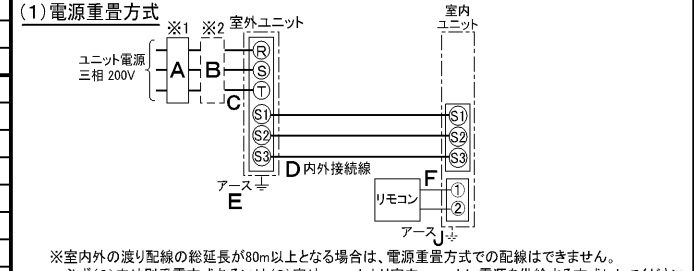 (1)電源重畳方式
※1 ※2 室外ユニット
室内
ユニット
ユニット電源
三相 200V
A B
C
R
S
T
S1 S1
S2 S2
S3 S3
D 内外接続線
アース
E
リモコン
F
①
②
アース J
※室内外の渡り配線の総延長が80m以上となる場合は、電源重畳方式での配線はできません。